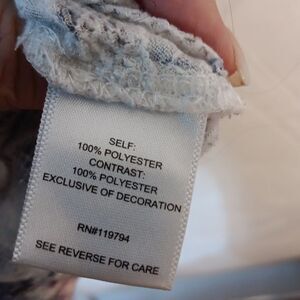 SELF:
100% POLYESTER
CONTRAST:
100% POLYESTER
EXCLUSIVE OF DECORATION
RN#119794
SEE REVERSE FOR CARE